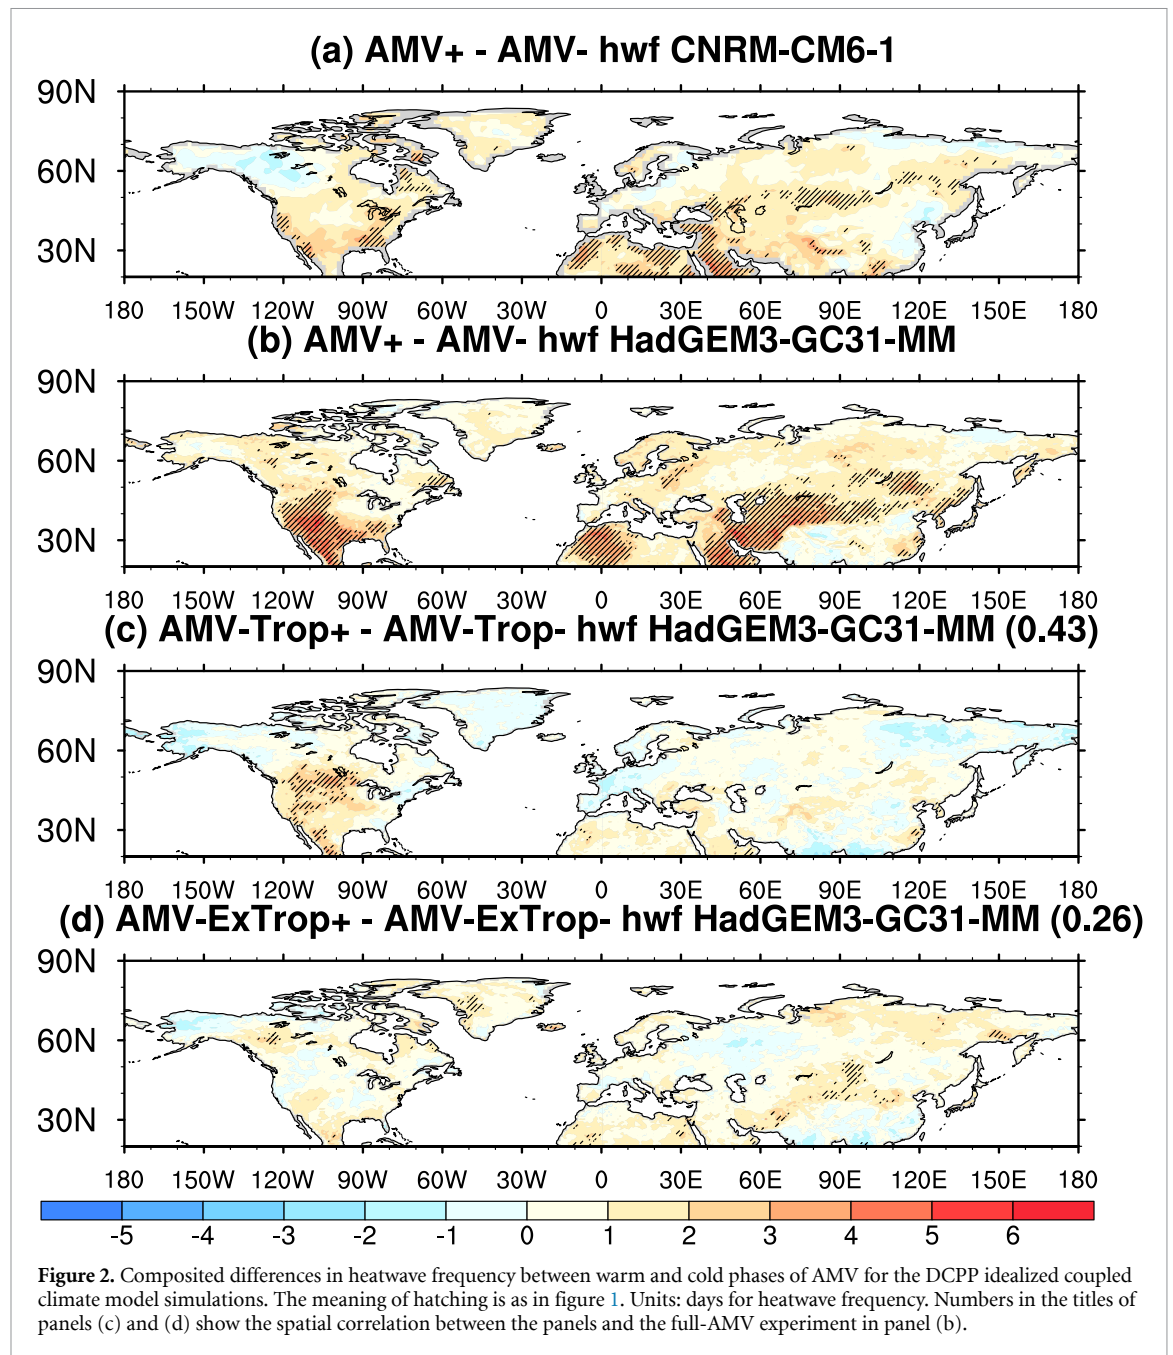 (a) AMV+ - AMV- hwf CNRM-CM6-1
90N
60N
30N
180 150W 120W 90W 60W 30W 0 30E 60E 90E 120E 150E 180
(b) AMV+ - AMV- hwf HadGEM3-GC31-MM
90N
60N
30N
180 150W 120W 90W 60W 30W 0 30E 60E 90E 120E 150E 180
(c) AMV-Trop+ - AMV-Trop- hwf HadGEM3-GC31-MM (0.43)
90N
60N
30N
180 150W 120W 90W 60W 30W 0 30E 60E 90E 120E 150E 180
(d) AMV-ExTrop+ - AMV-ExTrop- hwf HadGEM3-GC31-MM (0.26)
90N
60N
30N
180 150W 120W 90W 60W 30W 0 30E 60E 90E 120E 150E 180
-5 -4 -3 -2 -1 0 1 2 3 4 5 6
Figure 2. Composited differences in heatwave frequency between warm and cold phases of AMV for the DCPP idealized coupled
climate model simulations. The meaning of hatching is as in figure 1. Units: days for heatwave frequency. Numbers in the titles of
panels (c) and (d) show the spatial correlation between the panels and the full-AMV experiment in panel (b).